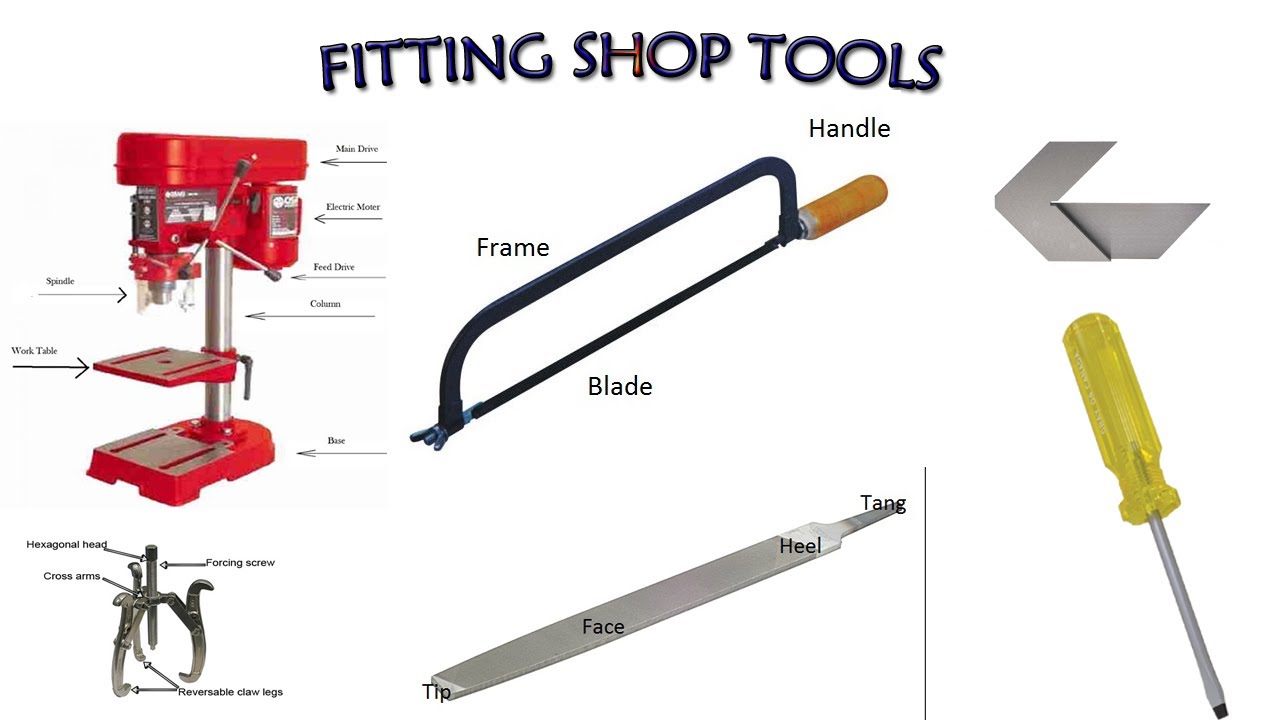 FITTING SHOP TOOLS
Main Drive
Electric Moter
Feed Drive
Spindle
Column
Work Table
Base
Handle
Frame
Blade
Hexagonal head
Forcing screw
Cross arms
Reversable claw legs
Tang
Heel
Face
Tip